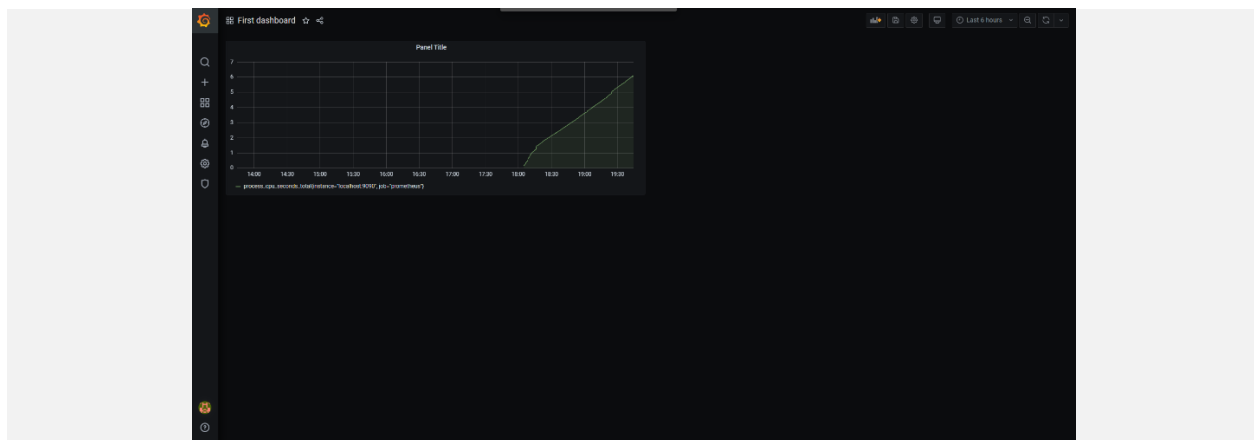 First dashboard
Last 6 hours
Panel Title
7
6
5
4
3
2
1
0
14:00 14:30 15:00 15:30 16:00 16:30 17:00 17:30 18:00 18:30 19:00 19:30
process_cpu_seconds_total{instance="localhost:9090", job="prometheus"}